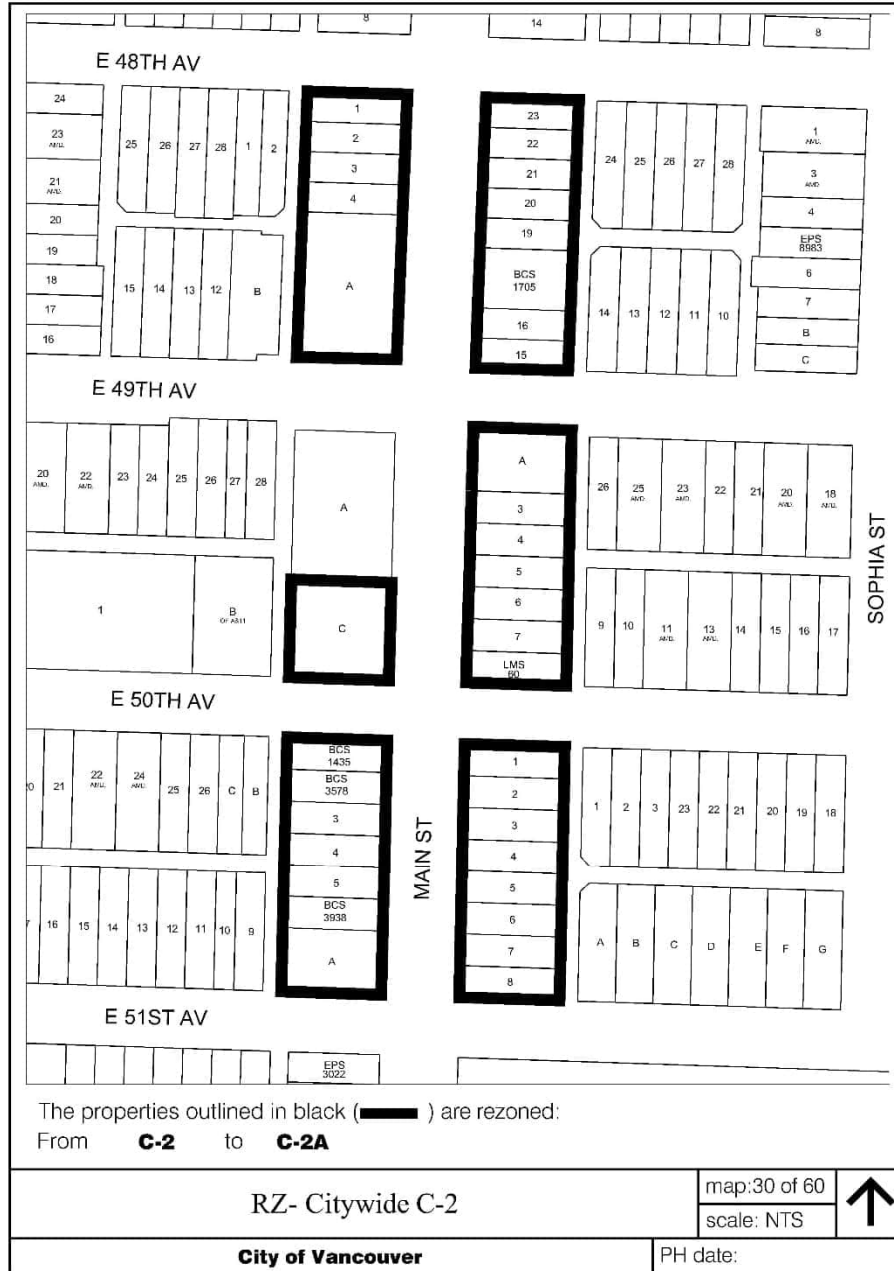 8
14
8
E 48TH AV
24
23
AMD.
21
AMD.
20
19
18
17
16
25 26 27 28 1 2
15 14 13 12 B
1
2
3
4
A
23
22
21
20
19
BCS
1705
16
15
24 25 26 27 28
14 13 12 11 10
1
AMD.
3
AMD.
4
EPS
8983
6
7
B
C
E 49TH AV
20 22 23 24 25 26 27 28
AMD. AMD.
1
B
OF A&11
A
C
A
3
4
5
6
7
LMS
60
26 25 23 22 21 20 18
AMD. AMD. AMD. AMD.
9 10 11 13 14 15 16 17
AMD. AMD.
SOPHIA ST
E 50TH AV
20 21 22 24 25 26 C B
AMD. AMD.
16 15 14 13 12 11 10 9
BCS
1435
BCS
3578
3
4
5
BCS
3938
A
MAIN ST
1
2
3
4
5
6
7
8
1 2 3 23 22 21 20 19 18
A B C D E F G
E 51ST AV
EPS
3022
The properties outlined in black ( ) are rezoned:
From C-2 to C-2A
RZ- Citywide C-2
map:30 of 60
scale: NTS
City of Vancouver
PH date: